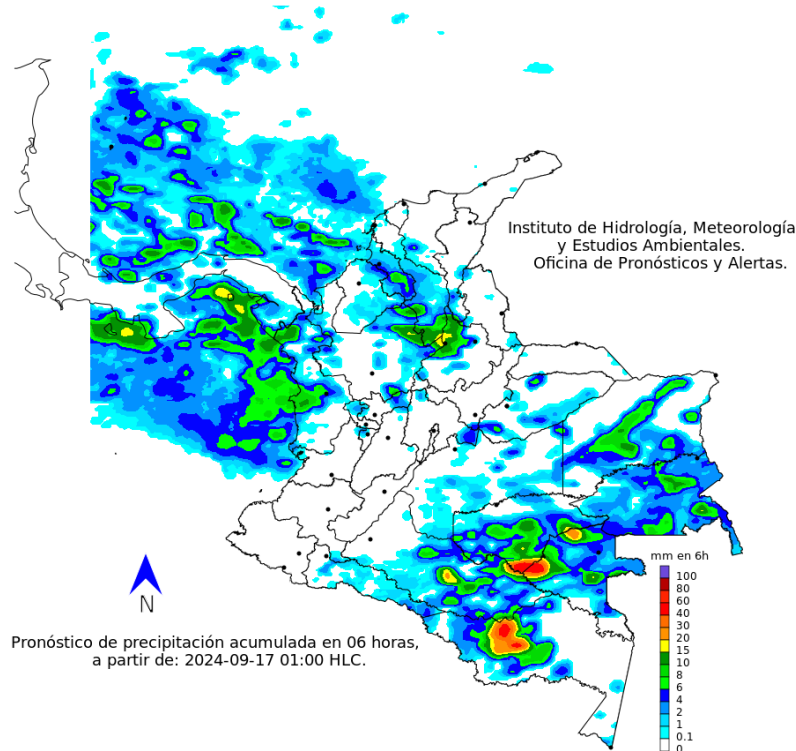 Instituto de Hidrología, Meteorología
y Estudios Ambientales.
Oficina de Pronósticos y Alertas.
mm en 6h
100
80
60
40
30
20
15
10
8
6
4
2
1
0.1
0
N
Pronóstico de precipitación acumulada en 06 horas,
a partir de: 2024-09-17 01:00 HLC.